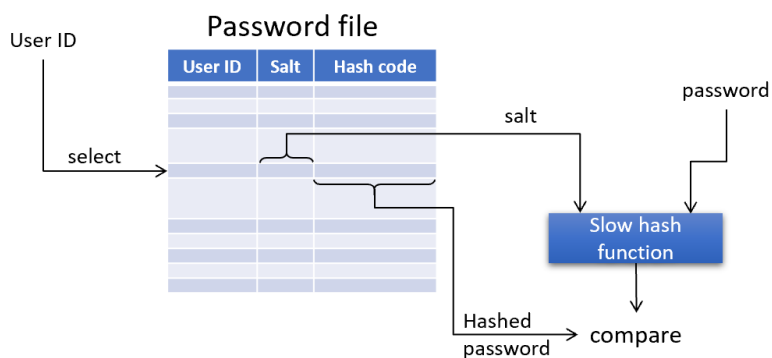 Password file
User ID
User ID Salt Hash code
password
salt
select
Slow hash
function
Hashed
password
compare